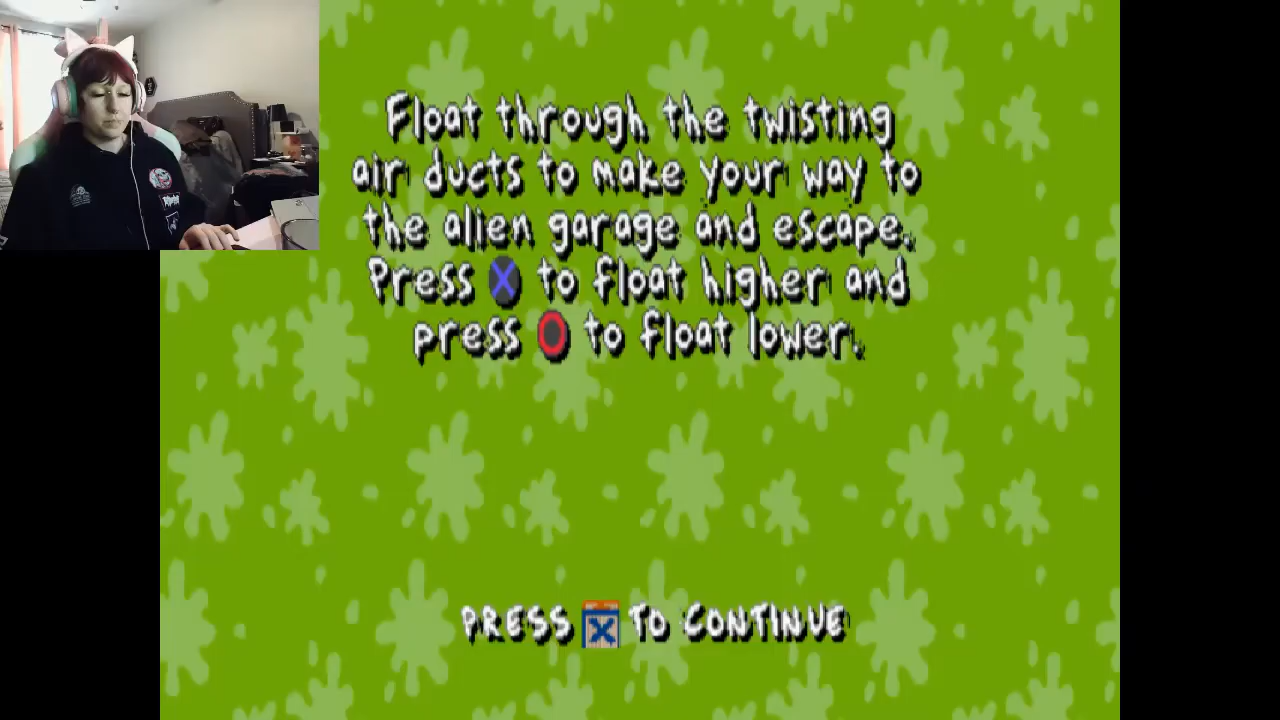 Float through the twisting
air ducts to make your way to
the alien garage and escape.
Press X to float higher and
press O to float lower.
PRESS X TO CONTINUE